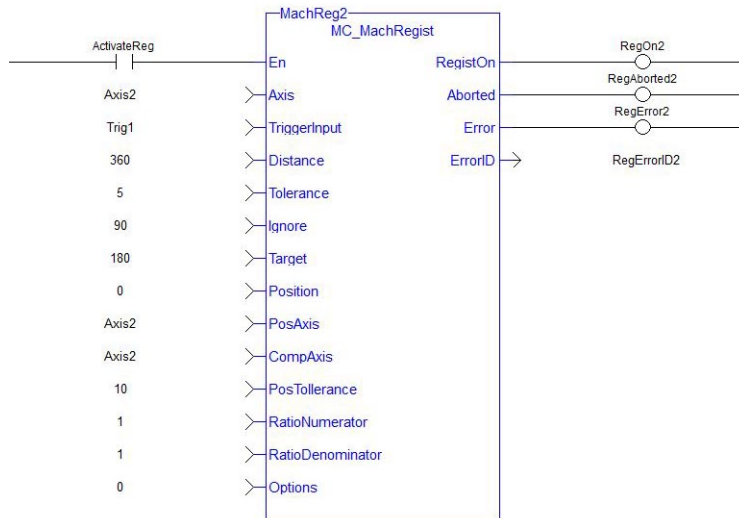 MachReg2
MC_MachRegist
ActivateReg
En
RegistOn
RegOn2
Axis2
Axis
Aborted
RegAborted2
Trig1
TriggerInput
Error
RegError2
360
Distance
ErrorID
RegErrorID2
5
Tolerance
90
Ignore
180
Target
0
Position
Axis2
PosAxis
Axis2
CompAxis
10
PosTollerance
1
RatioNumerator
1
RatioDenominator
0
Options